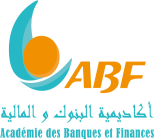 ABF
أكاديمية البنوك و المالية
Académie des Banques et Finances